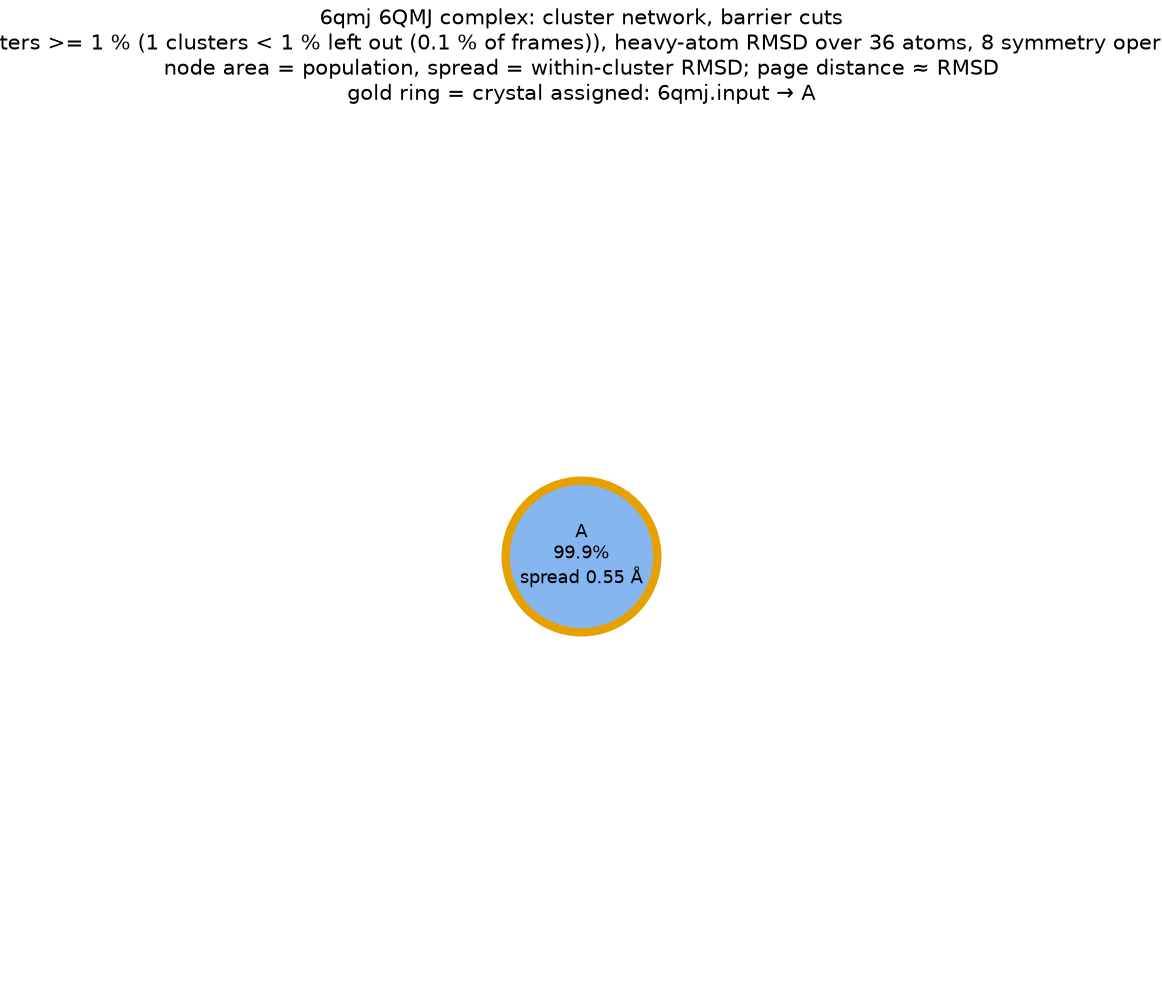 6qmj 6QMJ complex: cluster network, barrier cuts
ters >= 1 % (1 clusters < 1 % left out (0.1 % of frames)), heavy-atom RMSD over 36 atoms, 8 symmetry oper
node area = population, spread = within-cluster RMSD; page distance ≈ RMSD
gold ring = crystal assigned: 6qmj.input → A
A
99.9%
spread 0.55 Å